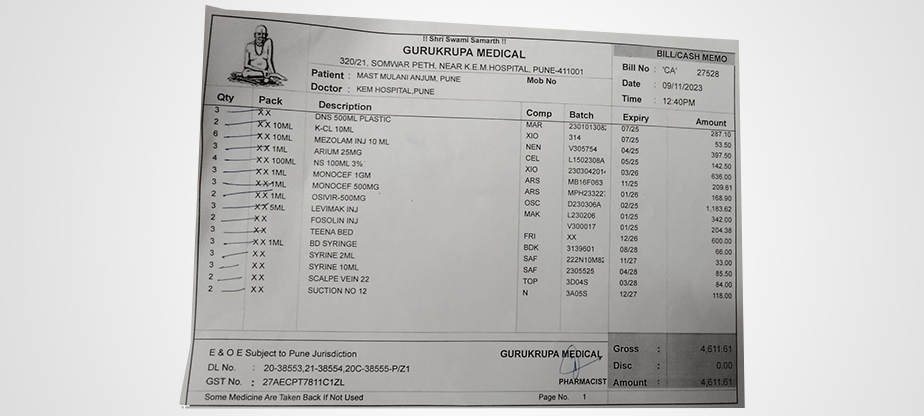 !! Shri Swami Samarth !!
GURUKRUPA MEDICAL
320/21, SOMWAR PETH, NEAR K.E.M.HOSPITAL, PUNE-411001
Patient : MAST MULANI ANJUM, PUNE Mob No
Doctor : KEM HOSPITAL,PUNE
BILL/CASH MEMO
Bill No : 'CA' 27528
Date : 09/11/2023
Time : 12:40PM
Qty Pack Description Comp Batch Expiry Amount
3 XX DNS 500ML PLASTIC MAR 230101308 07/25 287.10
2 XX 10ML K-CL 10ML XIO 314 07/25 53.50
6 XX 10ML MEZOLAM INJ 10 ML NEN V305754 04/25 397.50
3 XX 1ML ARIUM 25MG CEL L1502308A 05/25 142.50
4 XX 100ML NS 100ML 3% XIO 230304201 03/26 636.00
3 XX 1ML MONOCEF 1GM ARS MB16F063 11/25 209.61
3 XX 1ML MONOCEF 500MG ARS MPH23322 01/26 168.90
2 XX 1ML OSIVIR-500MG OSC D230306A 02/25 1,183.62
3 XX 5ML LEVIMAK INJ MAK L230206 01/25 342.00
2 XX FOSOLIN INJ V300017 01/25 204.38
3 XX TEENA BED FRI XX 12/26 600.00
3 XX 1ML BD SYRINGE BDK 3139601 08/28 66.00
3 XX SYRINE 2ML SAF 222N10M82 11/27 33.00
3 XX SYRINE 10ML SAF 2305525 04/28 85.50
2 XX SCALPE VEIN 22 TOP 3D04S 03/28 84.00
2 XX SUCTION NO 12 N 3A05S 12/27 118.00
E & O E Subject to Pune Jurisdiction
DL No. : 20-38553,21-38554,20C-38555-P/Z1
GST No. : 27AECPT7811C1ZL
GURUKRUPA MEDICAL
PHARMACIST
Gross : 4,611.61
Disc : 0.00
Amount : 4,611.61
Some Medicine Are Taken Back If Not Used
Page No. 1